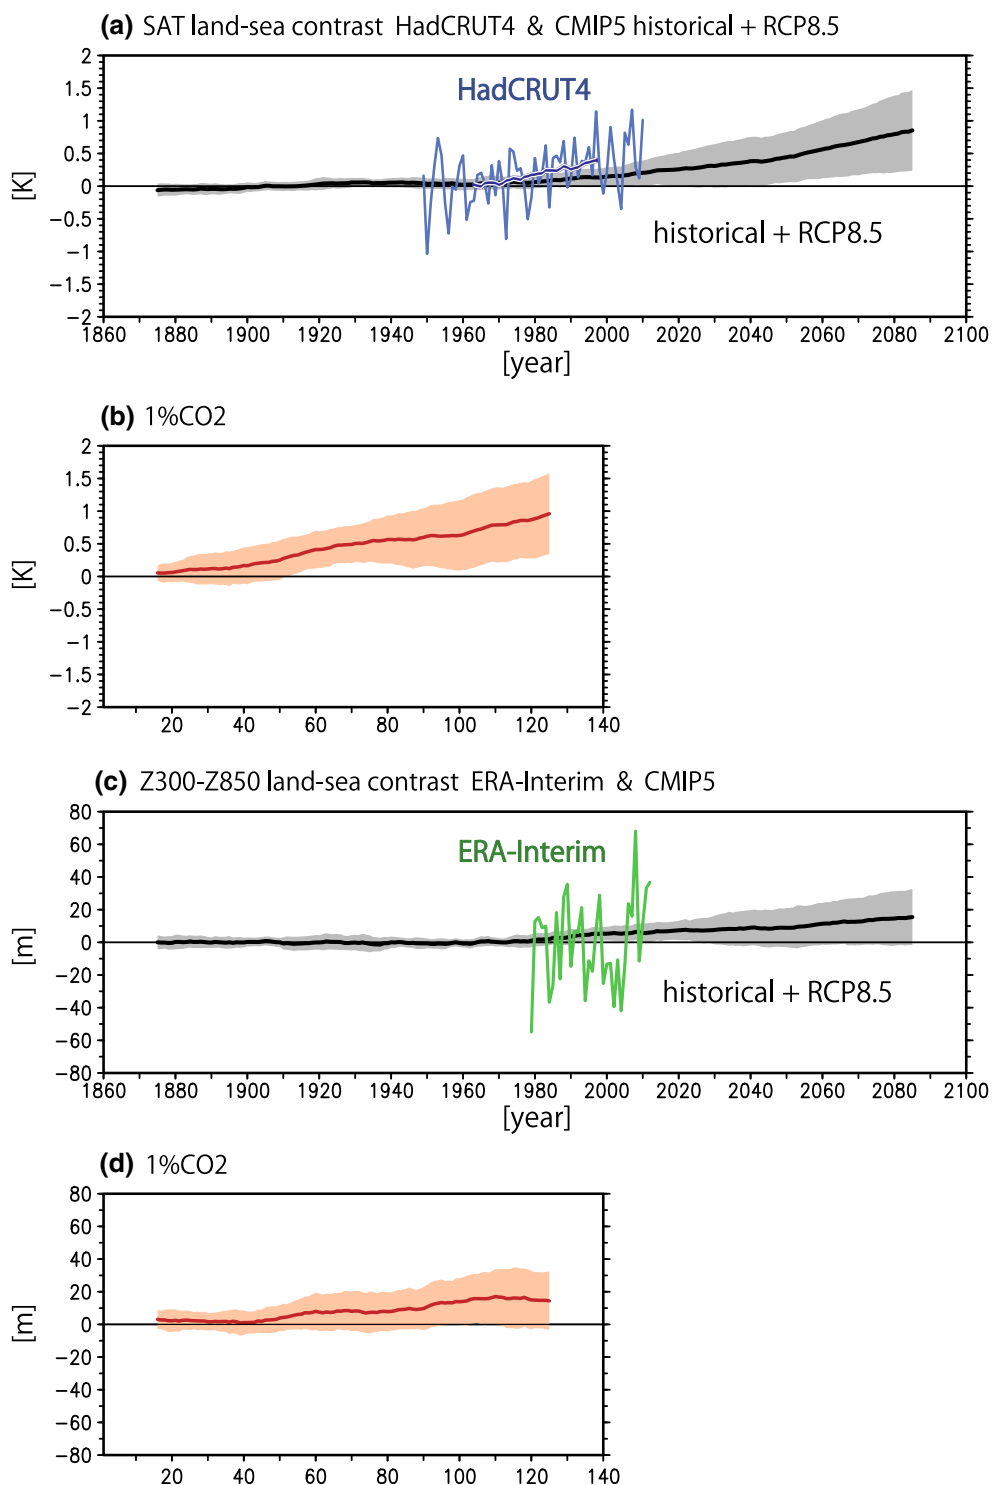 (a) SAT land-sea contrast HadCRUT4 & CMIP5 historical + RCP8.5
2
1.5
1
0.5
0
−0.5
−1
−1.5
−2
[K]
HadCRUT4
historical + RCP8.5
1860 1880 1900 1920 1940 1960 1980 2000 2020 2040 2060 2080 2100
[year]
(b) 1%CO2
2
1.5
1
0.5
0
−0.5
−1
−1.5
−2
[K]
20 40 60 80 100 120 140
(c) Z300-Z850 land-sea contrast ERA-Interim & CMIP5
80
60
40
20
0
−20
−40
−60
−80
[m]
ERA-Interim
historical + RCP8.5
1860 1880 1900 1920 1940 1960 1980 2000 2020 2040 2060 2080 2100
[year]
(d) 1%CO2
80
60
40
20
0
−20
−40
−60
−80
[m]
20 40 60 80 100 120 140